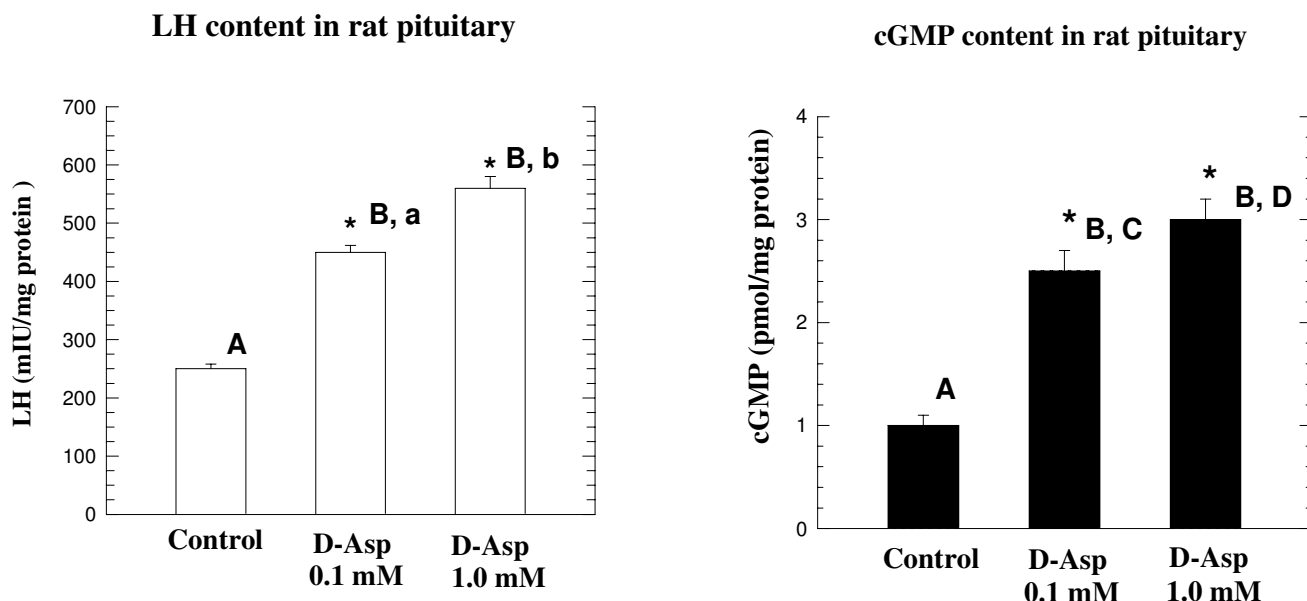 LH content in rat pituitary
LH (mIU/mg protein )
700
600
500
400
300
200
100
0
A
* B, a
* B, b
Control
D-Asp
0.1 mM
D-Asp
1.0 mM
cGMP content in rat pituitary
cGMP (pmol/mg protein)
4
3
2
1
0
A
* B, C
* B, D
Control
D-Asp
0.1 mM
D-Asp
1.0 mM